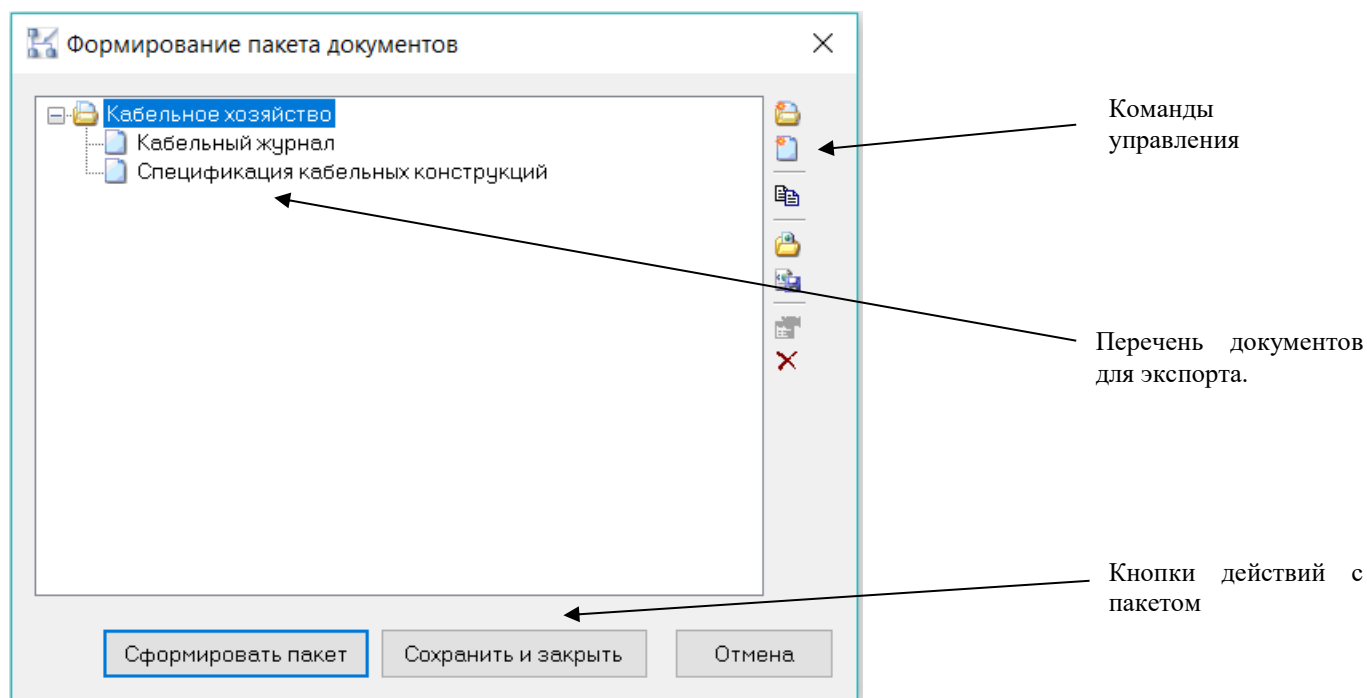 Формирование пакета документов
Кабельное хозяйство
Кабельный журнал
Спецификация кабельных конструкций
Команды
управления
Перечень документов
для экспорта.
Кнопки действий с
пакетом
Сформировать пакет
Сохранить и закрыть
Отмена